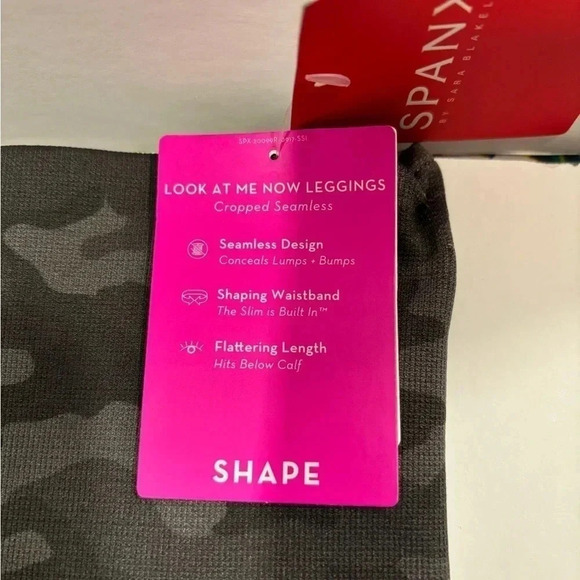 SPANX
BY SARA BLAKEL
LOOK AT ME NOW LEGGINGS
Cropped Seamless
Seamless Design
Conceals Lumps + Bumps
Shaping Waistband
The Slim is Built In™
Flattering Length
Hits Below Calf
SHAPE